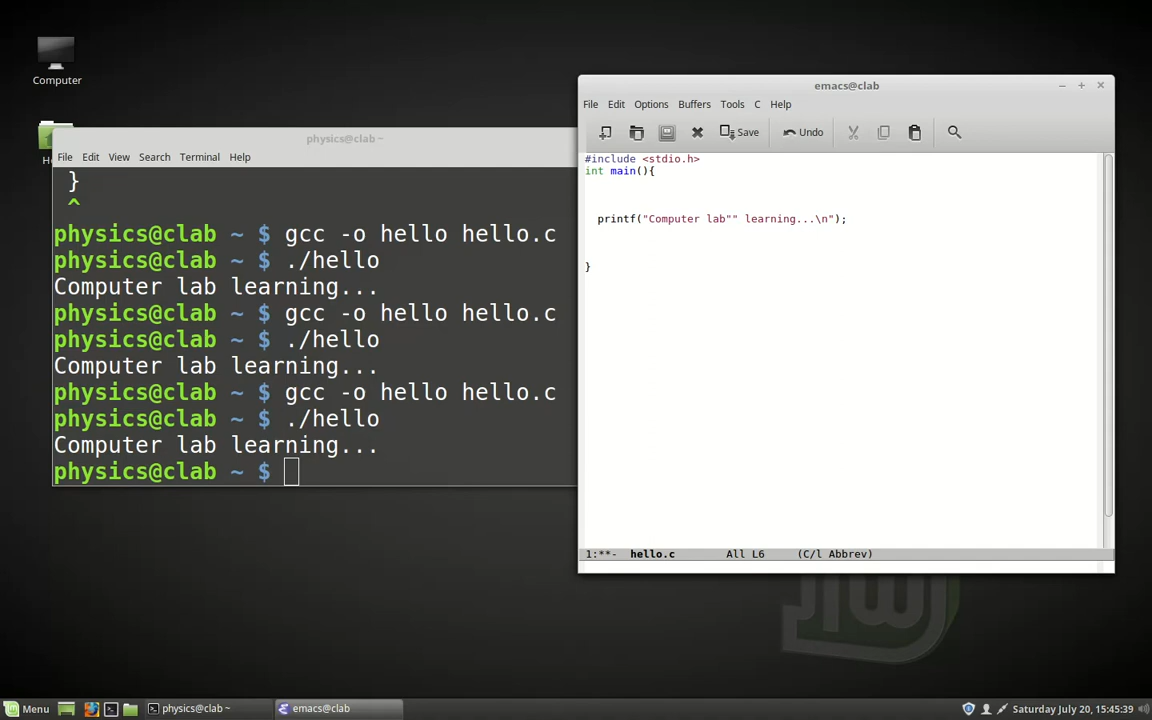 Computer
physics@clab ~
File Edit View Search Terminal Help
}
^
physics@clab ~ $ gcc -o hello hello.c
physics@clab ~ $ ./hello
Computer lab learning...
physics@clab ~ $ gcc -o hello hello.c
physics@clab ~ $ ./hello
Computer lab learning...
physics@clab ~ $ gcc -o hello hello.c
physics@clab ~ $ ./hello
Computer lab learning...
physics@clab ~ $
emacs@clab
File Edit Options Buffers Tools C Help
Save Undo
#include <stdio.h>
int main(){
printf("Computer lab"" learning...\n");
}
1:**- hello.c All L6 (C/l Abbrev)
Menu physics@clab ~ emacs@clab Saturday July 20, 15:45:39